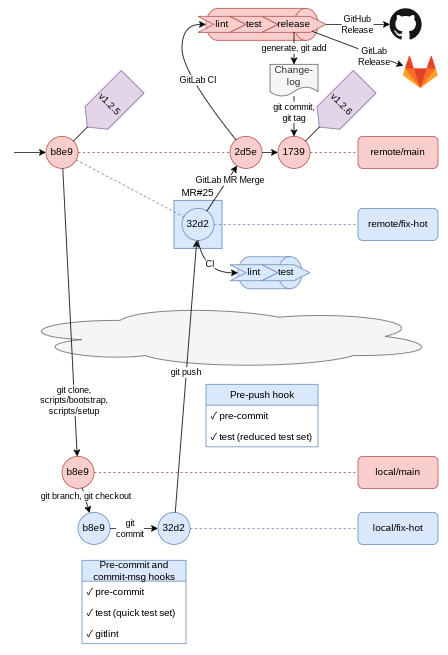 lint test release
GitHub
Release
generate, git add
GitLab
Release
Change-
log
GitLab CI
v1.2.5
v1.2.6
git commit,
git tag
b8e9
2d5e
1739
remote/main
GitLab MR Merge
MR#25
32d2
remote/fix-hot
CI
lint test
git push
git clone,
scripts/bootstrap,
scripts/setup
Pre-push hook
✓ pre-commit
✓ test (reduced test set)
b8e9
local/main
git branch, git checkout
b8e9
git
commit
32d2
local/fix-hot
Pre-commit and
commit-msg hooks
✓ pre-commit
✓ test (quick test set)
✓ gitlint